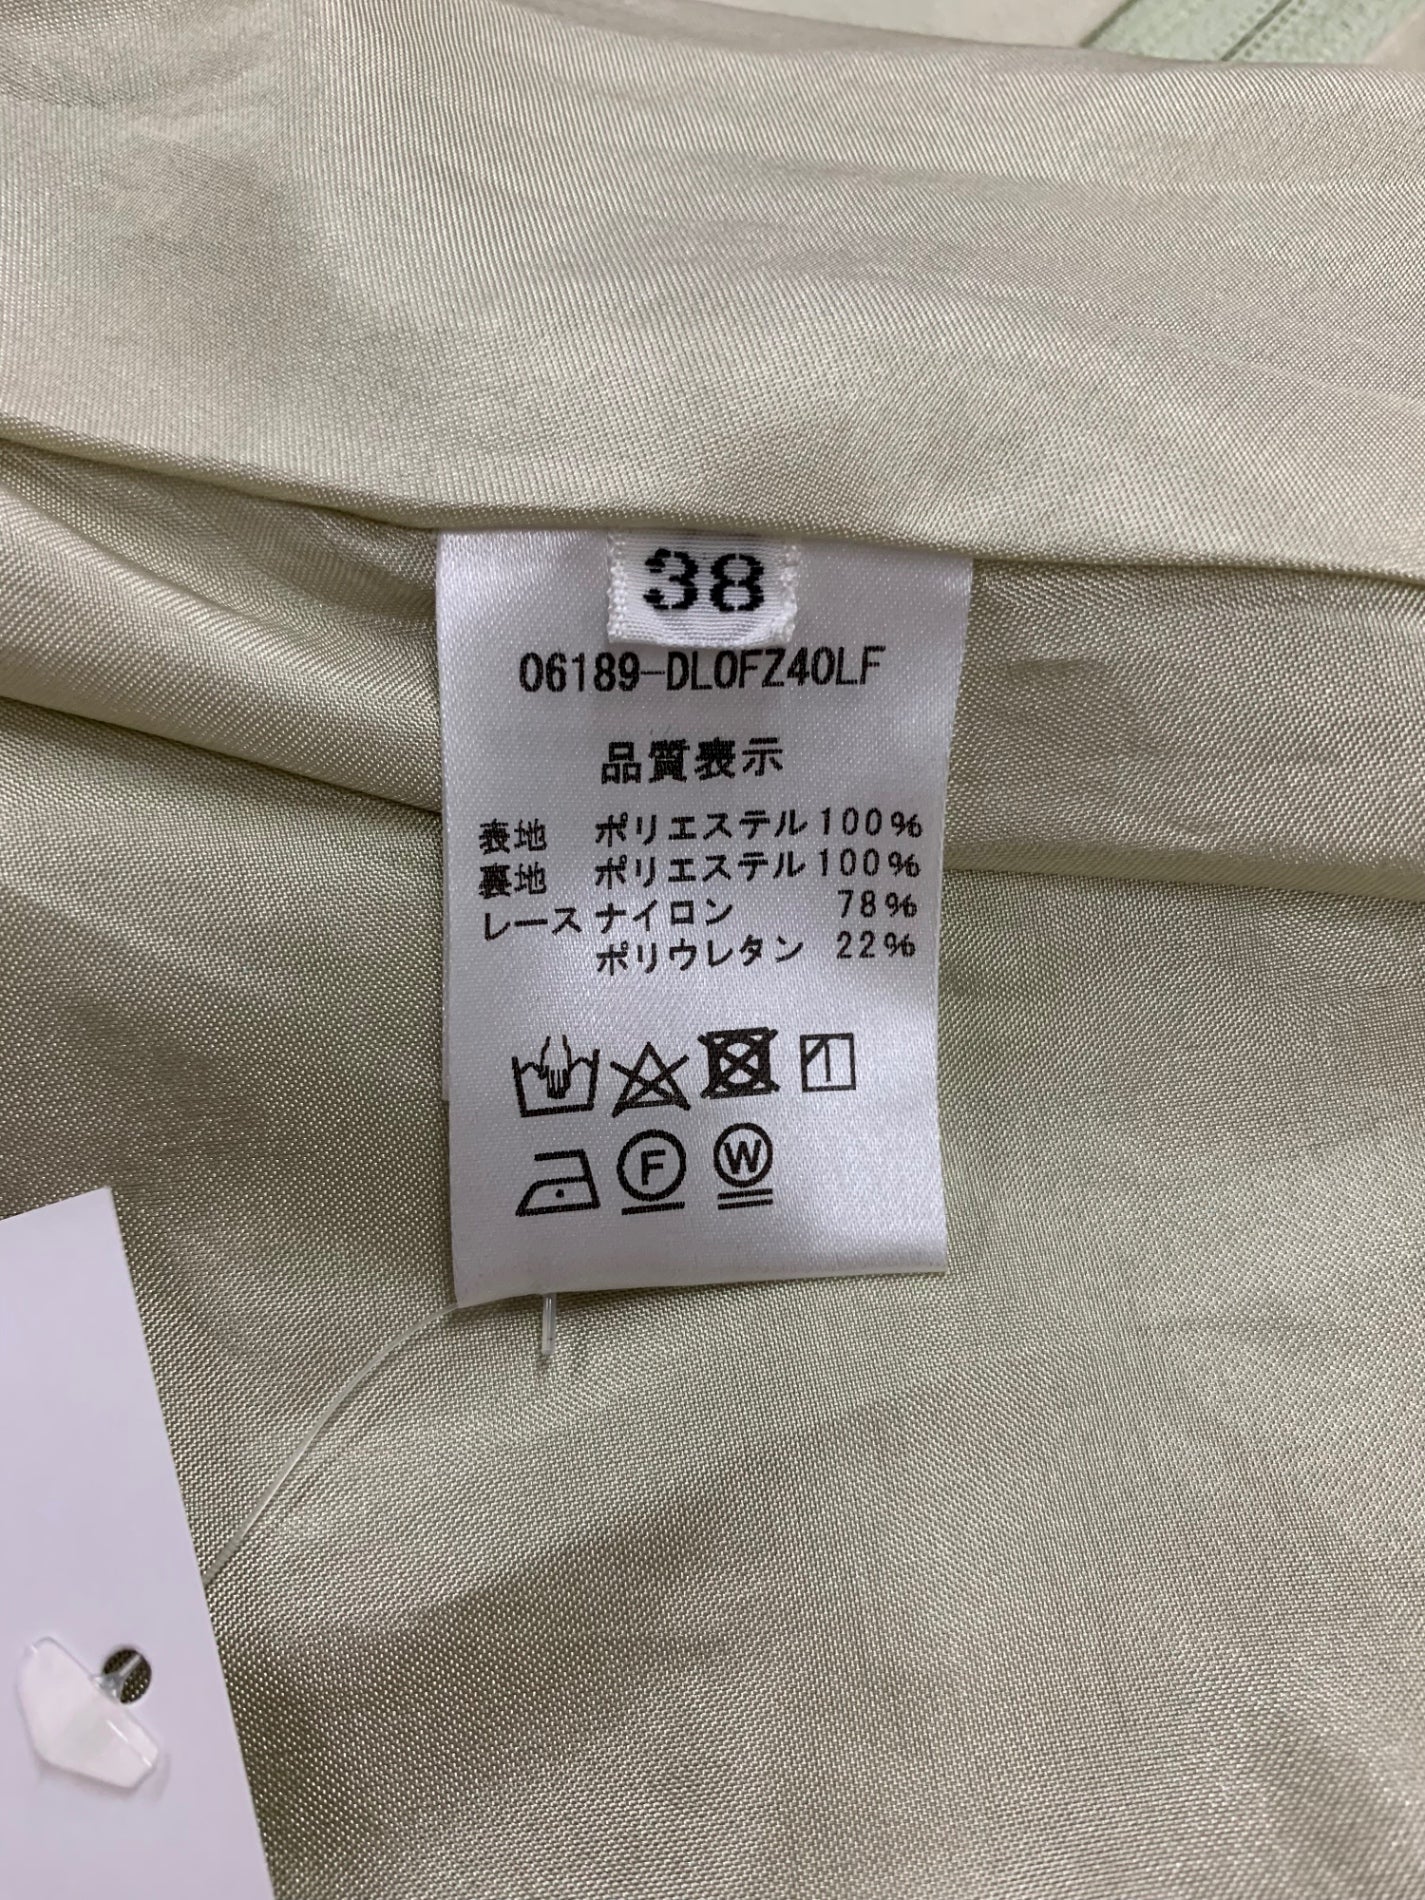 38
06189-DL0FZ40LF
品質表示
表地 ポリエステル 100%
裏地 ポリエステル 100%
レース ナイロン 78%
ポリウレタン 22%
F W